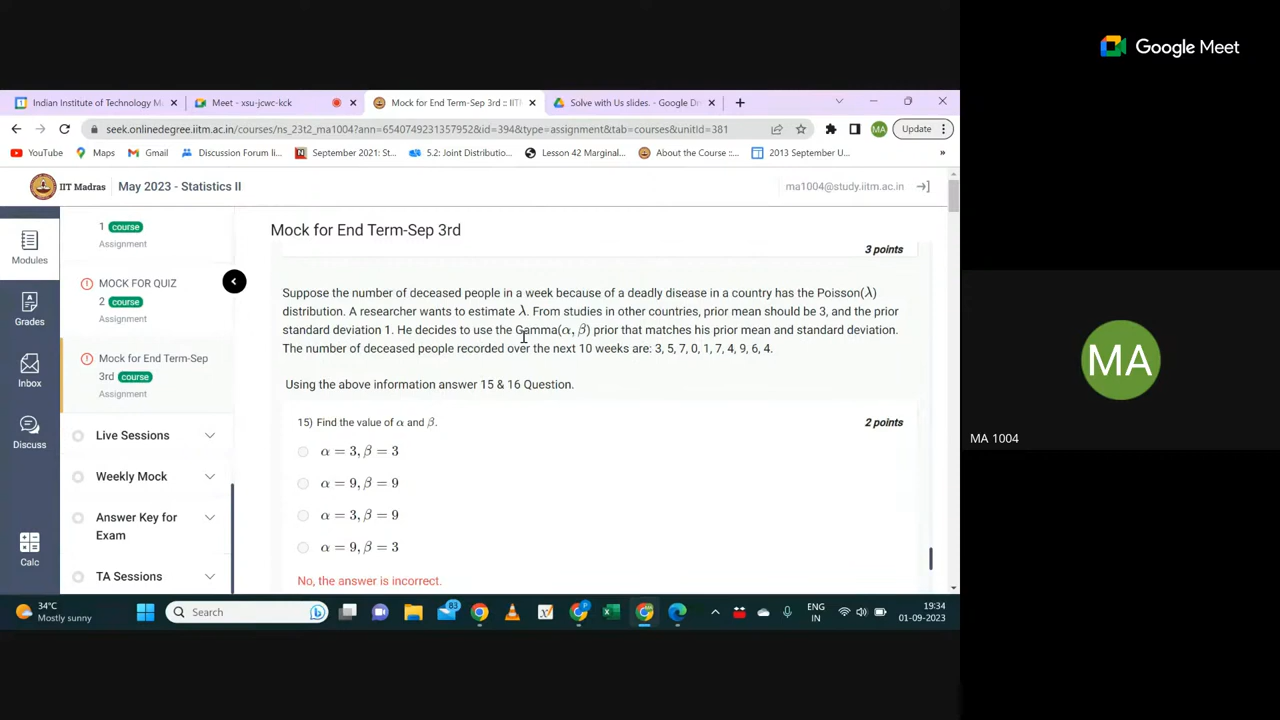 Google Meet
Indian Institute of Technology M
Meet - xsu-jcwc-kck
Mock for End Term-Sep 3rd :: IIT
Solve with Us slides. - Google Dr
seek.onlinedegree.iitm.ac.in/courses/ns_23t2_ma1004?ann=6540749231357952&id=394&type=assignment&tab=courses&unitId=381
MA
Update
YouTube
Maps
Gmail
Discussion Forum li...
September 2021: St...
5.2: Joint Distributio...
Lesson 42 Marginal...
About the Course ::...
2013 September U...
»
IIT Madras
May 2023 - Statistics II
ma1004@study.iitm.ac.in
Modules
Grades
Inbox
Discuss
Calc
1 course
Assignment
MOCK FOR QUIZ
2 course
Assignment
Mock for End Term-Sep
3rd course
Assignment
Live Sessions
Weekly Mock
Answer Key for
Exam
TA Sessions
Mock for End Term-Sep 3rd
3 points
Suppose the number of deceased people in a week because of a deadly disease in a country has the Poisson(λ)
distribution. A researcher wants to estimate λ. From studies in other countries, prior mean should be 3, and the prior
standard deviation 1. He decides to use the Gamma(α, β) prior that matches his prior mean and standard deviation.
The number of deceased people recorded over the next 10 weeks are: 3, 5, 7, 0, 1, 7, 4, 9, 6, 4.
Using the above information answer 15 & 16 Question.
15) Find the value of α and β.
2 points
α = 3, β = 3
α = 9, β = 9
α = 3, β = 9
α = 9, β = 3
No, the answer is incorrect.
34°C
Mostly sunny
Search
83
ENG
IN
19:34
01-09-2023
MA
MA 1004